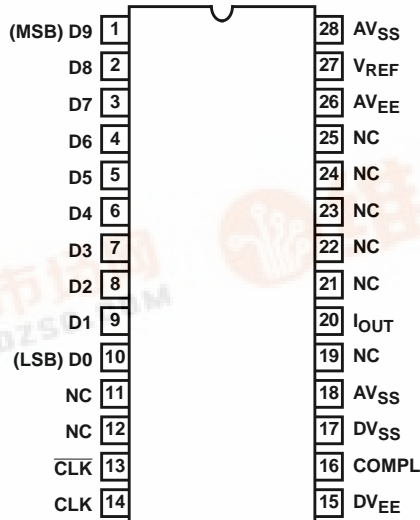 (MSB) D9 1 28 AVSS
D8 2 27 VREF
D7 3 26 AVEE
D6 4 25 NC
D5 5 24 NC
D4 6 23 NC
D3 7 22 NC
D2 8 21 NC
D1 9 20 IOUT
(LSB) D0 10 19 NC
NC 11 18 AVSS
NC 12 17 DVSS
CLK 13 16 COMPL
CLK 14 15 DVEE